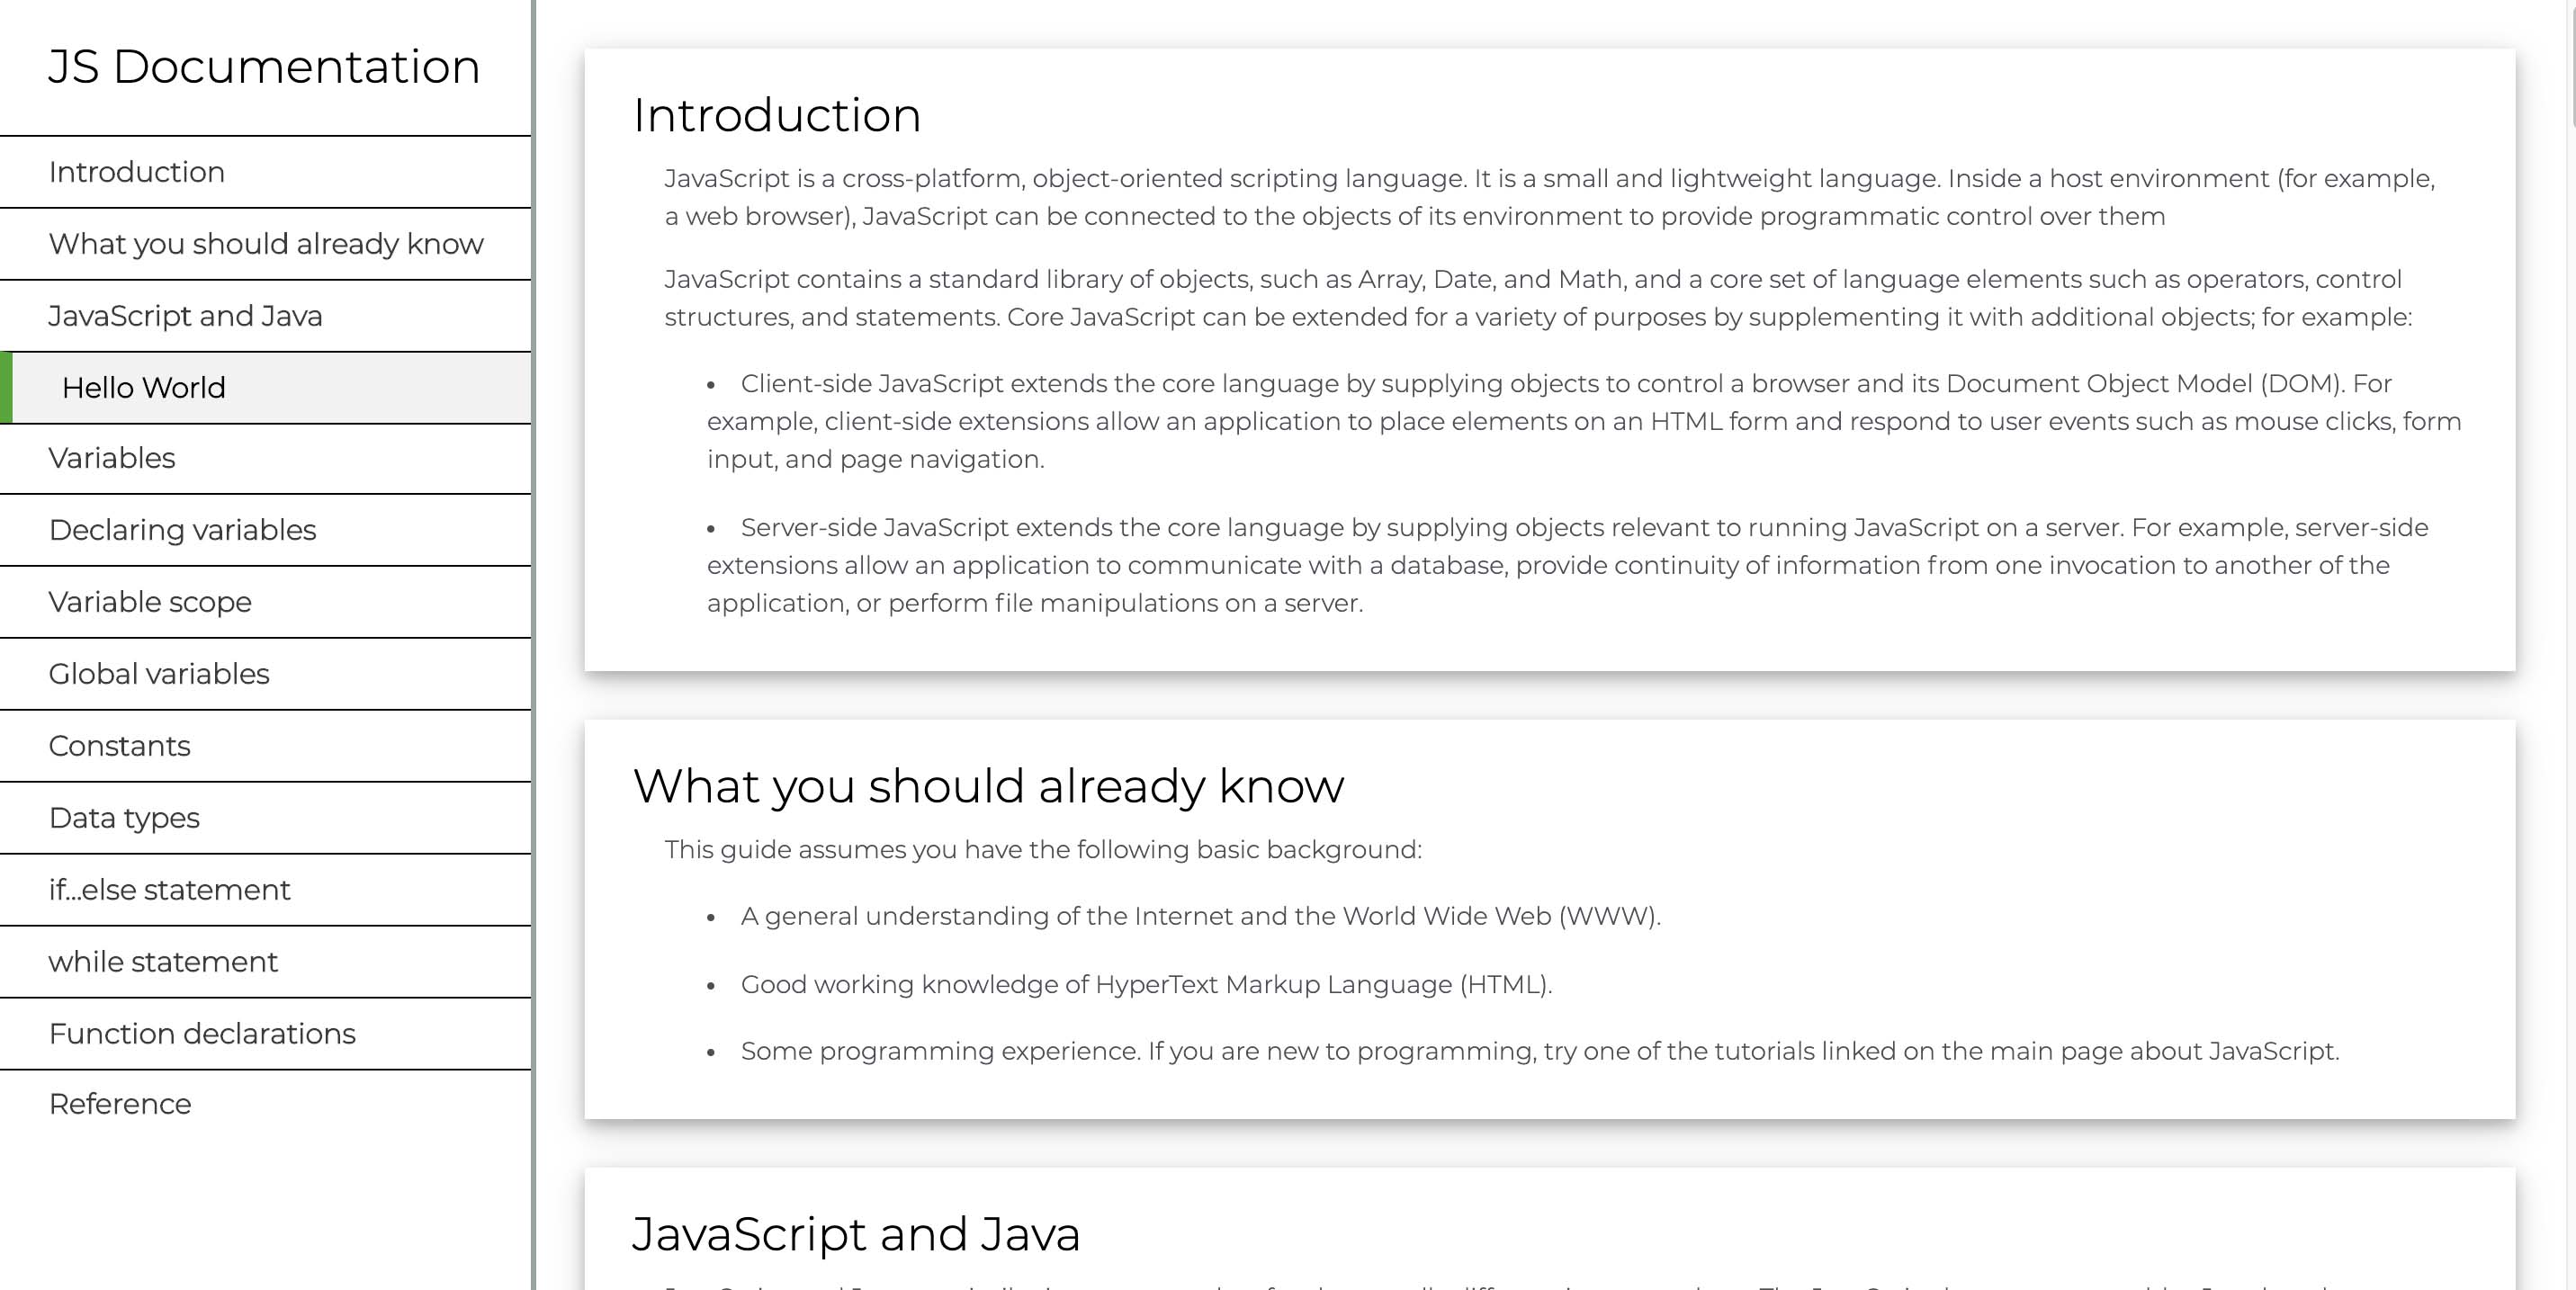 JS Documentation
Introduction
What you should already know
JavaScript and Java
Hello World
Variables
Declaring variables
Variable scope
Global variables
Constants
Data types
if...else statement
while statement
Function declarations
Reference
Introduction
JavaScript is a cross-platform, object-oriented scripting language. It is a small and lightweight language. Inside a host environment (for example,
a web browser), JavaScript can be connected to the objects of its environment to provide programmatic control over them
JavaScript contains a standard library of objects, such as Array, Date, and Math, and a core set of language elements such as operators, control
structures, and statements. Core JavaScript can be extended for a variety of purposes by supplementing it with additional objects; for example:
• Client-side JavaScript extends the core language by supplying objects to control a browser and its Document Object Model (DOM). For
example, client-side extensions allow an application to place elements on an HTML form and respond to user events such as mouse clicks, form
input, and page navigation.
• Server-side JavaScript extends the core language by supplying objects relevant to running JavaScript on a server. For example, server-side
extensions allow an application to communicate with a database, provide continuity of information from one invocation to another of the
application, or perform file manipulations on a server.
What you should already know
This guide assumes you have the following basic background:
• A general understanding of the Internet and the World Wide Web (WWW).
• Good working knowledge of HyperText Markup Language (HTML).
• Some programming experience. If you are new to programming, try one of the tutorials linked on the main page about JavaScript.
JavaScript and Java